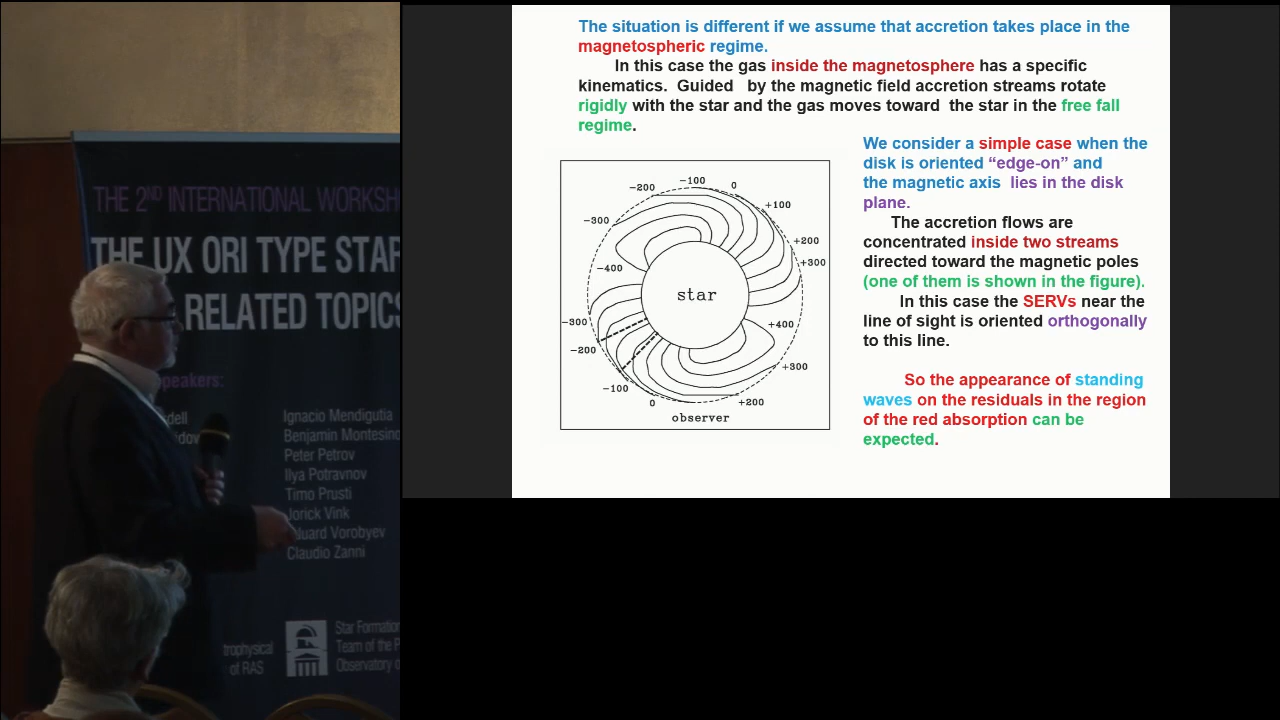 The situation is different if we assume that accretion takes place in the
magnetospheric regime.
In this case the gas inside the magnetosphere has a specific
kinematics. Guided by the magnetic field accretion streams rotate
rigidly with the star and the gas moves toward the star in the free fall
regime.
We consider a simple case when the
disk is oriented “edge-on” and
the magnetic axis lies in the disk
plane.
The accretion flows are
concentrated inside two streams
directed toward the magnetic poles
(one of them is shown in the figure).
In this case the SERVs near the
line of sight is oriented orthogonally
to this line.
So the appearance of standing
waves on the residuals in the region
of the red absorption can be
expected.
-200
-100
0
+100
+200
+300
+400
+300
+200
0
-100
-200
-300
-400
-300
star
observer
THE 2ND INTERNATIONAL WORKSH
THE UX ORI TYPE STAR
RELATED TOPICS
peakers:
Ignacio Mendigutia
Benjamin Montesino
Peter Petrov
Ilya Potravnov
Timo Prusti
Jorick Vink
Eduard Vorobyev
Claudio Zanni
trophysical
of RAS
Star Formation
Team of the P
Observatory o